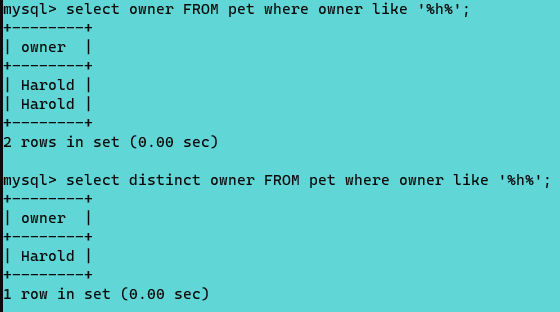 mysql> select owner FROM pet where owner like '%h%';
+--------+
| owner  |
+--------+
| Harold |
| Harold |
+--------+
2 rows in set (0.00 sec)

mysql> select distinct owner FROM pet where owner like '%h%';
+--------+
| owner  |
+--------+
| Harold |
+--------+
1 row in set (0.00 sec)